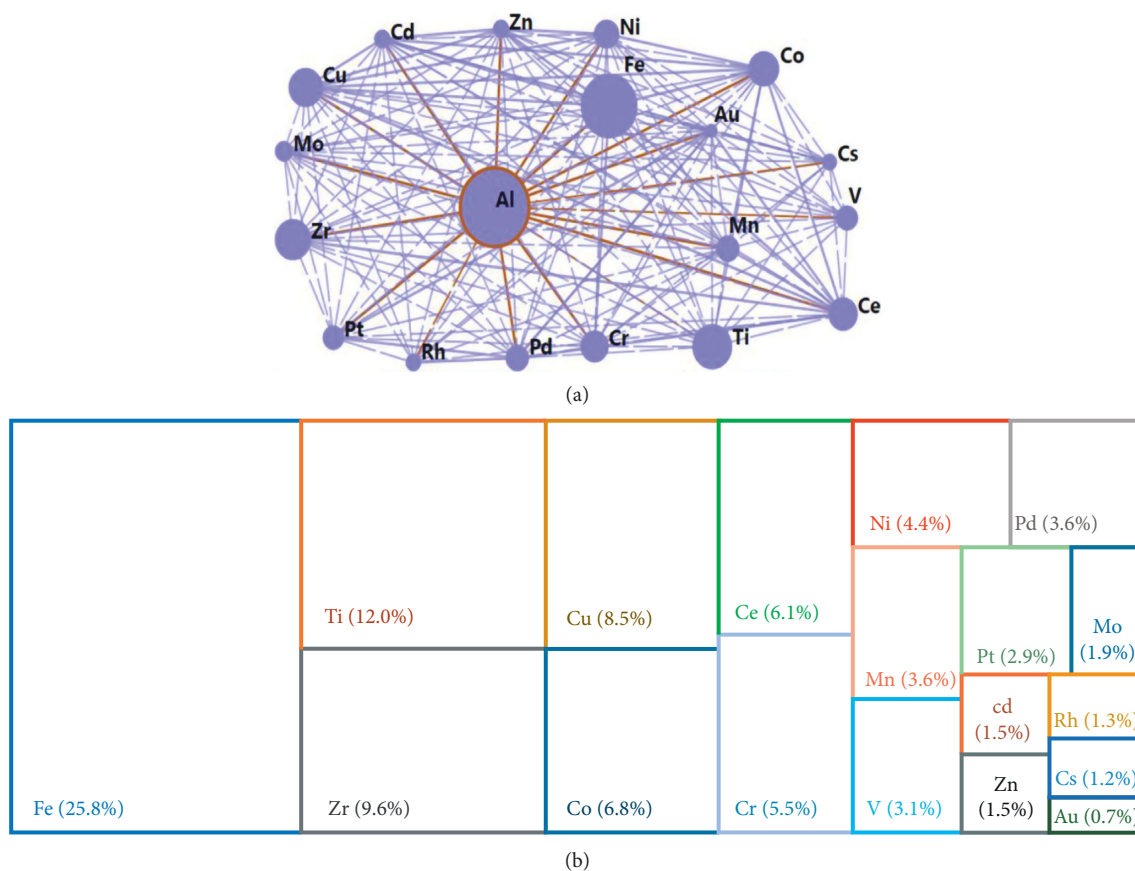 Cd
Zn
Ni
Cu
Fe
Co
Au
Mo
Cs
Al
V
Zr
Mn
Ce
Pt
Rh
Pd
Cr
Ti
(a)
Fe (25.8%)
Ti (12.0%)
Zr (9.6%)
Cu (8.5%)
Co (6.8%)
Ce (6.1%)
Cr (5.5%)
Ni (4.4%)
Pd (3.6%)
Mn (3.6%)
V (3.1%)
Pt (2.9%)
Mo
(1.9%)
cd
(1.5%)
Zn
(1.5%)
Rh (1.3%)
Cs (1.2%)
Au (0.7%)
(b)